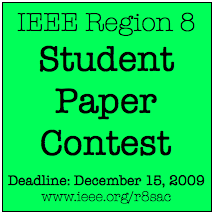 IEEE Region 8
Student
Paper
Contest
Deadline: December 15, 2009
www.ieee.org/r8sac